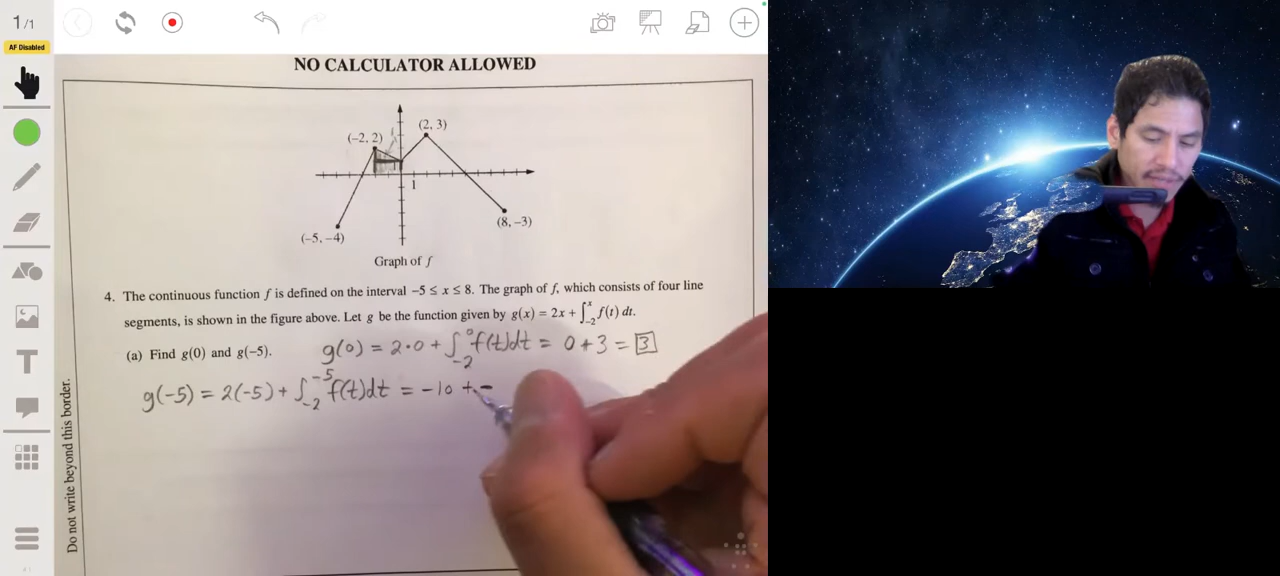 1/1
AF Disabled
NO CALCULATOR ALLOWED
(-2, 2)
(2, 3)
1
(-5, -4)
(8, -3)
Graph of f
4. The continuous function f is defined on the interval −5 ≤ x ≤ 8. The graph of f, which consists of four line
segments, is shown in the figure above. Let g be the function given by g(x) = 2x + ∫_{-2}^{x} f(t) dt.
(a) Find g(0) and g(−5).
g(0) = 2·0 + ∫_{-2}^{0} f(t)dt = 0 + 3 = 3
g(-5) = 2(-5) + ∫_{-2}^{-5} f(t)dt = -10 + -
Do not write beyond this border.
T